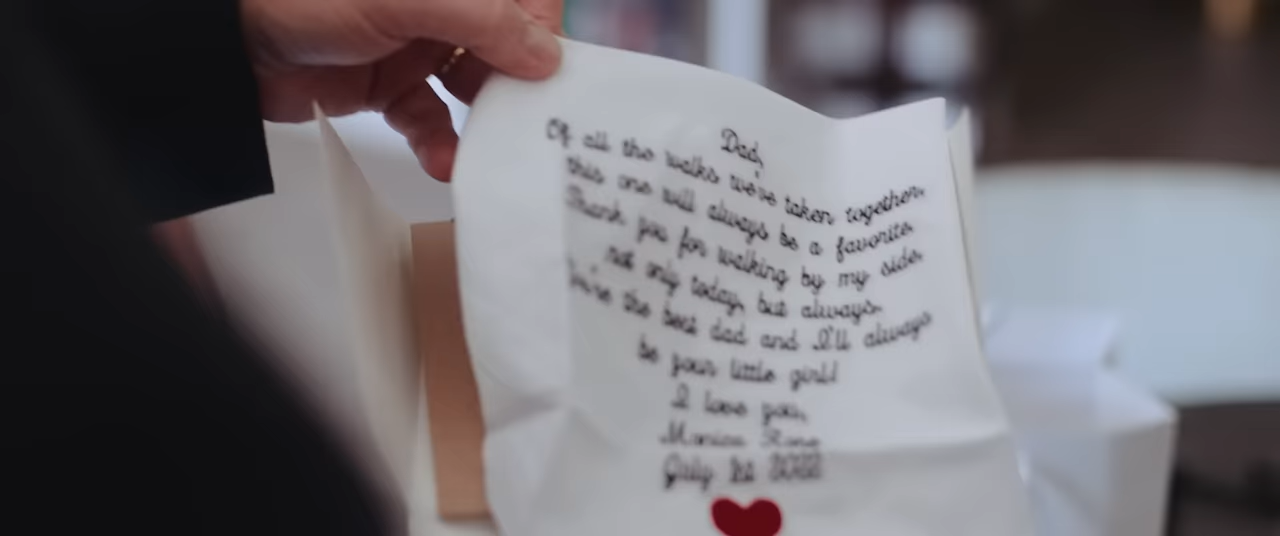 Dad,
Of all the walks we've taken together,
this one will always be a favorite.
Thank you for walking by my side
not only today, but always.
You're the best dad and I'll always
be your little girl!
I love you,
July